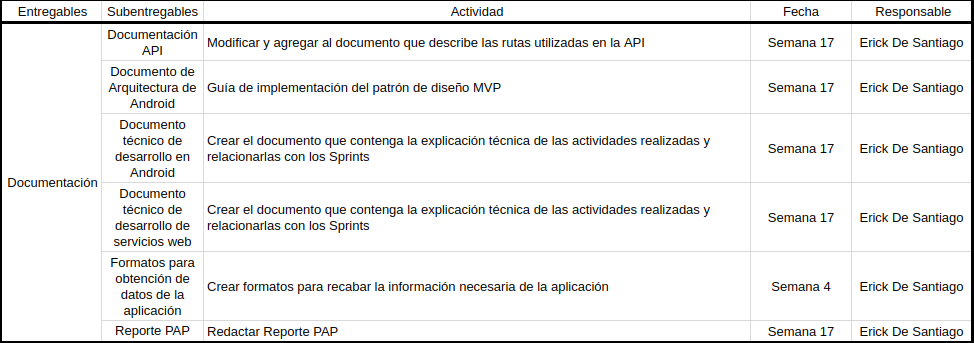 Entregables Subentregables Actividad Fecha Responsable
Documentación
Documentación
API
Modificar y agregar al documento que describe las rutas utilizadas en la API
Semana 17
Erick De Santiago
Documento de
Arquitectura de
Android
Guía de implementación del patrón de diseño MVP
Semana 17
Erick De Santiago
Documento
técnico de
desarrollo en
Android
Crear el documento que contenga la explicación técnica de las actividades realizadas y
relacionarlas con los Sprints
Semana 17
Erick De Santiago
Documento
técnico de
desarrollo de
servicios web
Crear el documento que contenga la explicación técnica de las actividades realizadas y
relacionarlas con los Sprints
Semana 17
Erick De Santiago
Formatos para
obtención de
datos de la
aplicación
Crear formatos para recabar la información necesaria de la aplicación
Semana 4
Erick De Santiago
Reporte PAP
Redactar Reporte PAP
Semana 17
Erick De Santiago